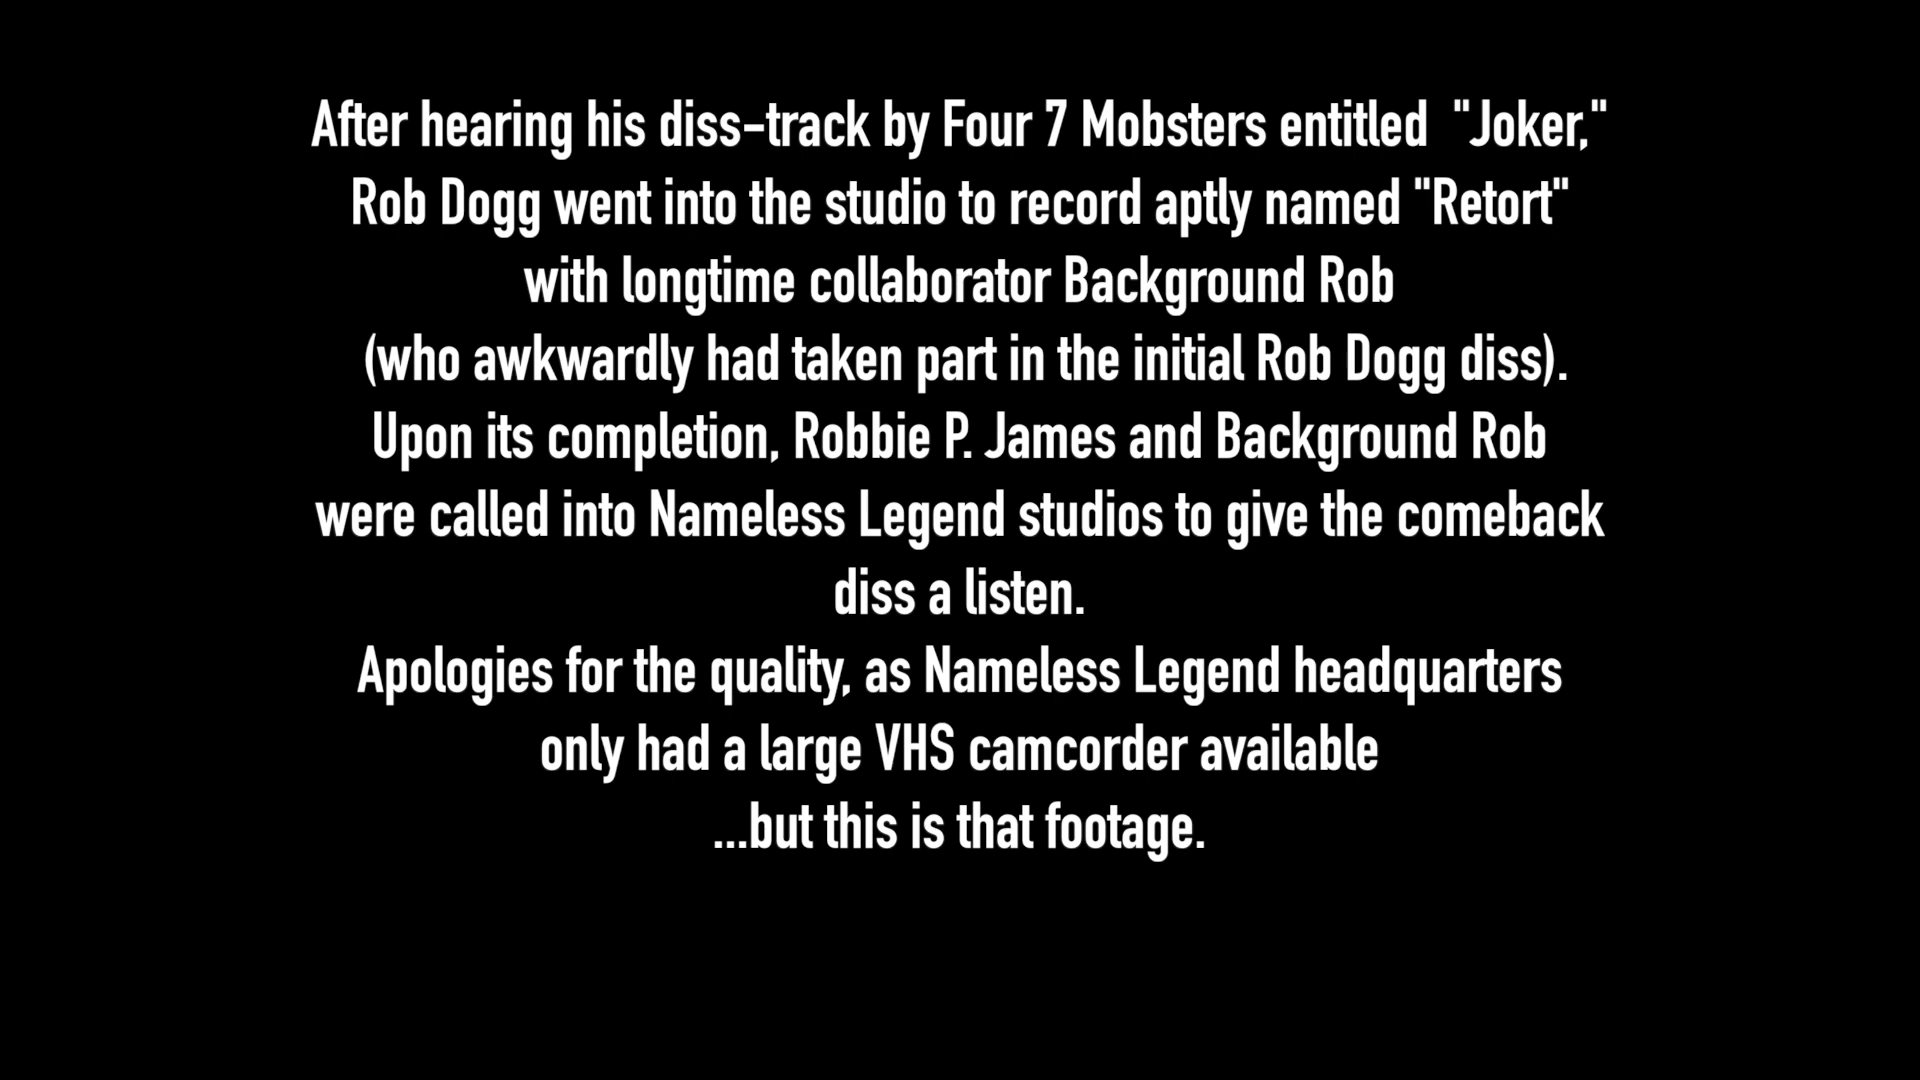 After hearing his diss-track by Four 7 Mobsters entitled  "Joker,"
Rob Dogg went into the studio to record aptly named "Retort"
with longtime collaborator Background Rob
(who awkwardly had taken part in the initial Rob Dogg diss).
Upon its completion, Robbie P. James and Background Rob
were called into Nameless Legend studios to give the comeback
diss a listen.
Apologies for the quality, as Nameless Legend headquarters
only had a large VHS camcorder available
...but this is that footage.